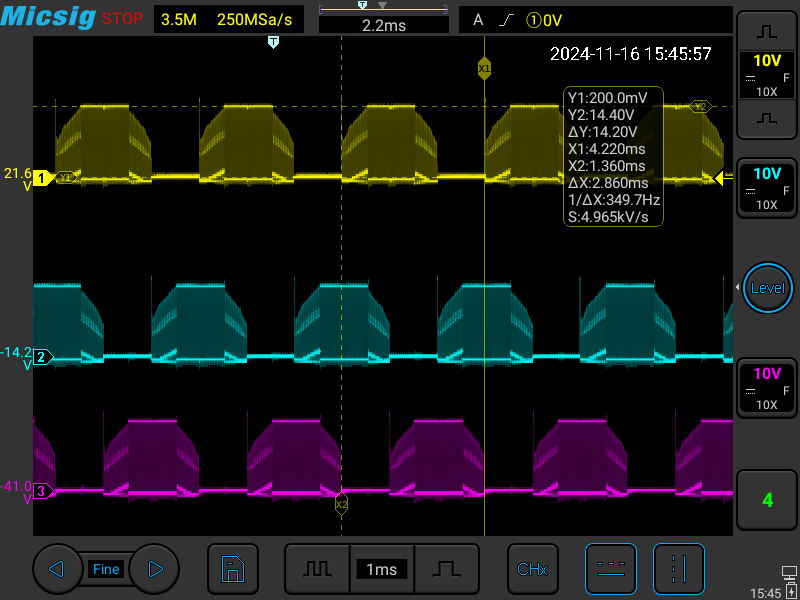 Micsig STOP 3.5M 250MSa/s T 2.2ms A ①0V
T
2024-11-16 15:45:57
X1
10V
F
10X
Y1:200.0mV
Y2:14.40V
ΔY:14.20V
X1:4.220ms
X2:1.360ms
ΔX:2.860ms
1/ΔX:349.7Hz
S:4.965kV/s
Y2
21.6
V
1
Y1
10V
F
10X
Level
-14.2
V
2
10V
F
10X
-41.0
V
3
X2
4
Fine
1ms
CHx
15:45